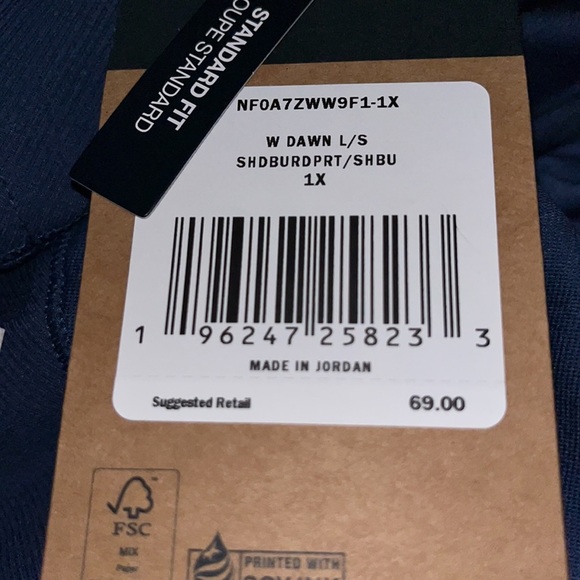 STANDARD FIT
COUPE STANDARD
NF0A7ZWW9F1-1X
W DAWN L/S
SHDBURDPRT/SHBU
1X
1 96247 25823 3
MADE IN JORDAN
Suggested Retail 69.00
FSC
MIX
Paper
PRINTED WITH